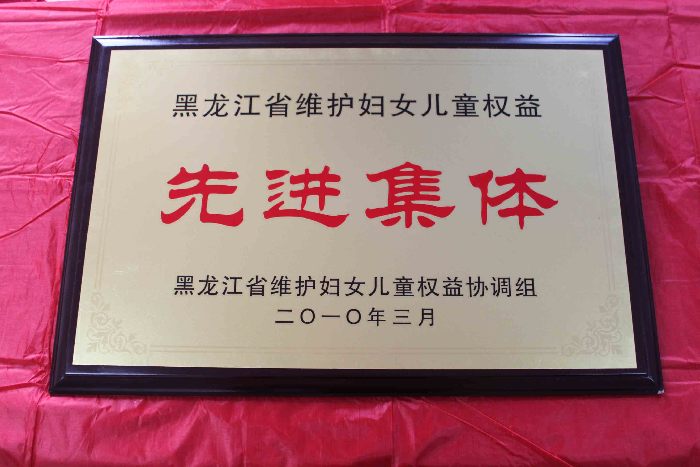 黑龙江省维护妇女儿童权益
先进集体
黑龙江省维护妇女儿童权益协调组
二〇一〇年三月